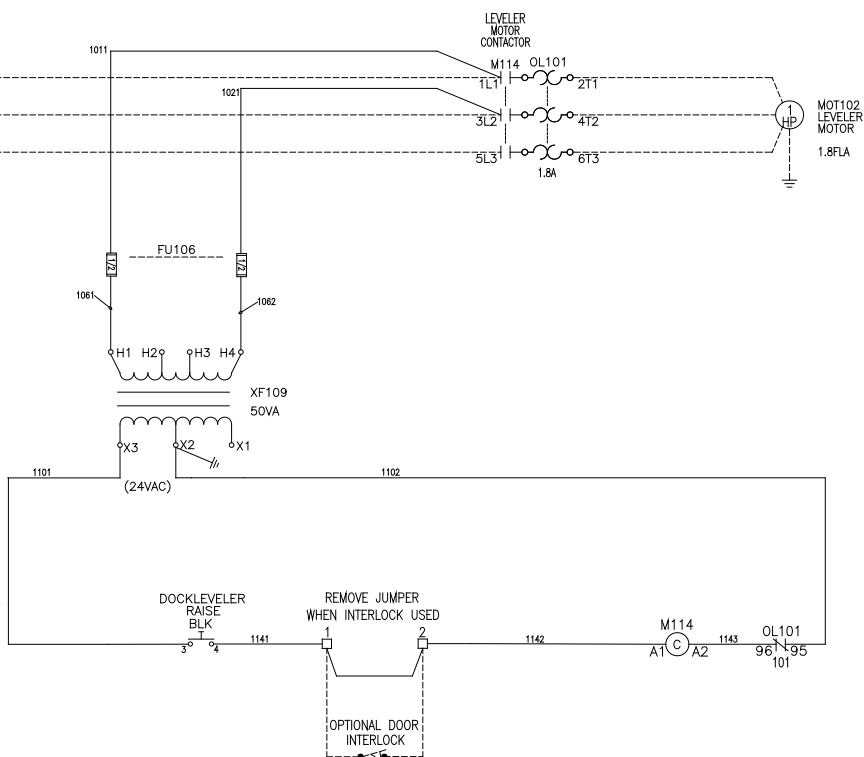 LEVELER
MOTOR
CONTACTOR
1011
M114 OL101
1L1 2T1
1021
3L2 4T2
1
HP
MOT102
LEVELER
MOTOR
5L3 6T3
1.8FLA
1.8A
FU106
1/2 1/2
1061 1062
H1 H2 H3 H4
XF109
50VA
X3 X2 X1
1101 1102
(24VAC)
DOCKLEVELER
RAISE
BLK
REMOVE JUMPER
WHEN INTERLOCK USED
3 4 1141 1 2 1142
M114
A1 C A2 1143
OL101
96 95
101
OPTIONAL DOOR
INTERLOCK